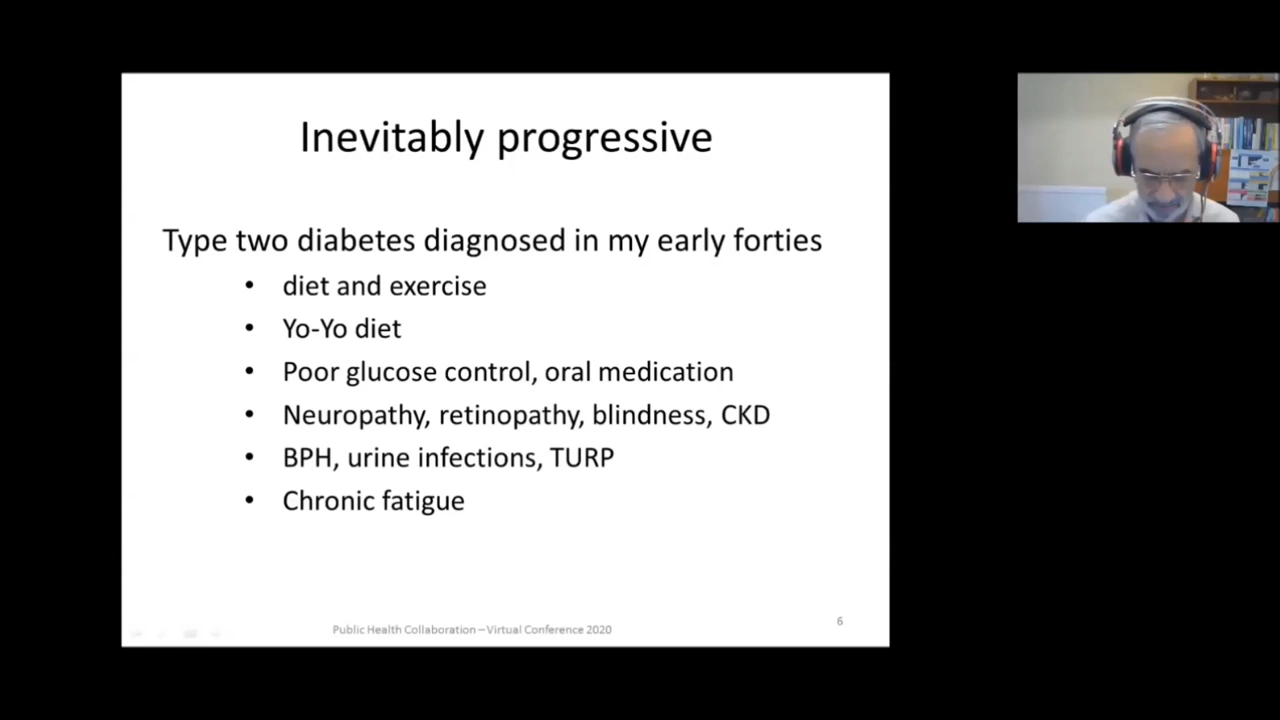 Inevitably progressive
Type two diabetes diagnosed in my early forties
• diet and exercise
• Yo-Yo diet
• Poor glucose control, oral medication
• Neuropathy, retinopathy, blindness, CKD
• BPH, urine infections, TURP
• Chronic fatigue
Public Health Collaboration – Virtual Conference 2020
6